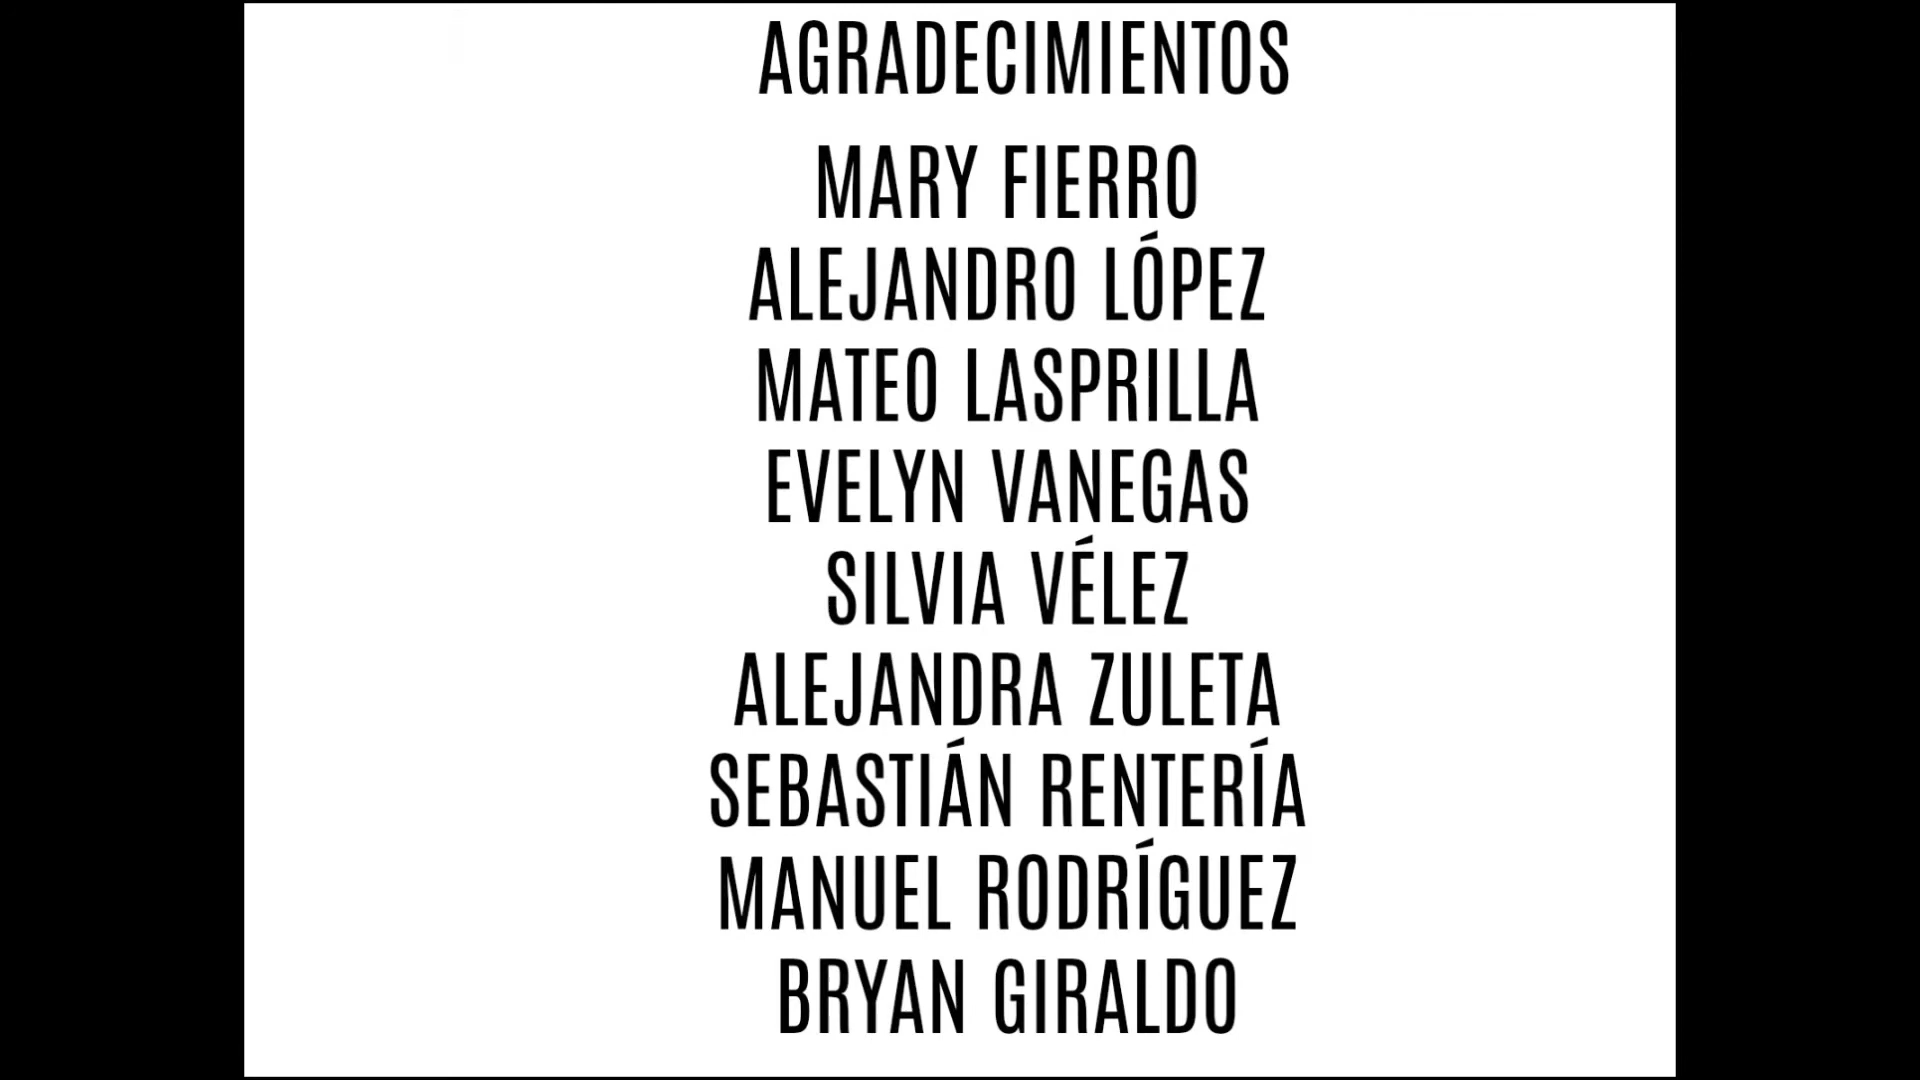 AGRADECIMIENTOS
MARY FIERRO
ALEJANDRO LÓPEZ
MATEO LASPRILLA
EVELYN VANEGAS
SILVIA VÉLEZ
ALEJANDRA ZULETA
SEBASTIÁN RENTERÍA
MANUEL RODRÍGUEZ
BRYAN GIRALDO